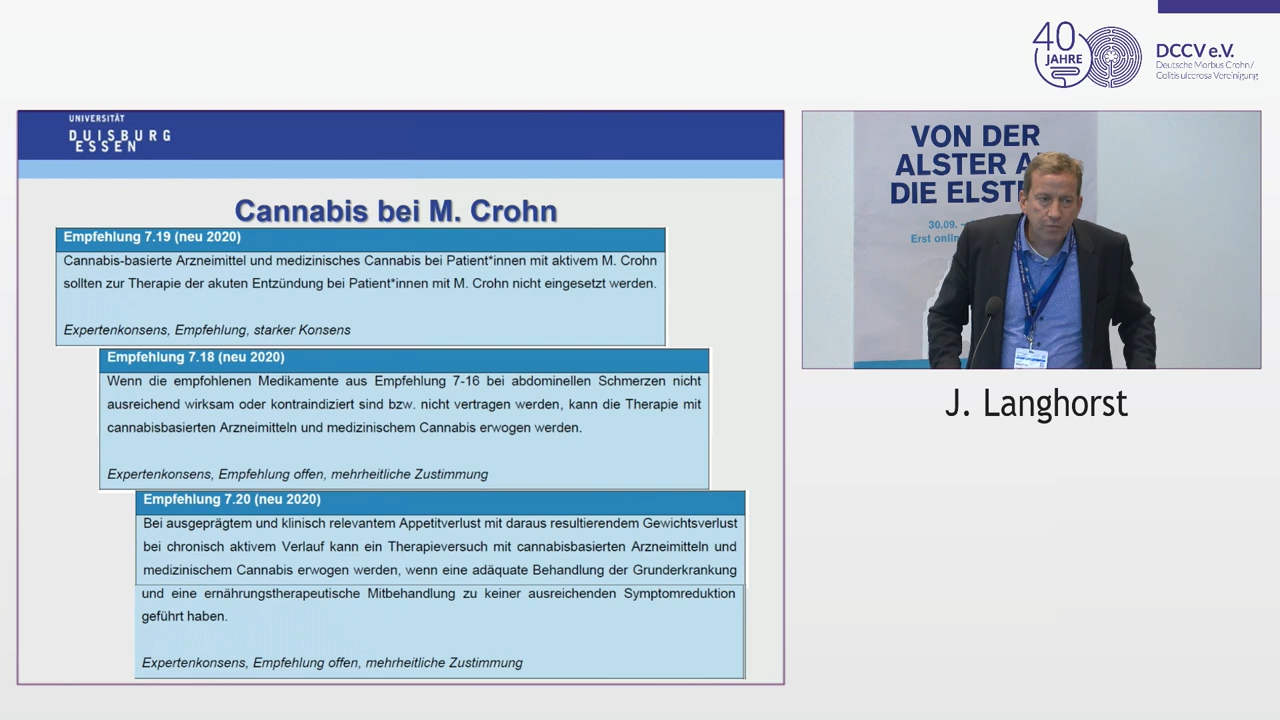 40
JAHRE
DCCV e.V.
Deutsche Morbus Crohn /
Colitis ulcerosa Vereinigung
UNIVERSITÄT
DUISBURG
ESSEN
Cannabis bei M. Crohn
Empfehlung 7.19 (neu 2020)
Cannabis-basierte Arzneimittel und medizinisches Cannabis bei Patient*innen mit aktivem M. Crohn
sollten zur Therapie der akuten Entzündung bei Patient*innen mit M. Crohn nicht eingesetzt werden.
Expertenkonsens, Empfehlung, starker Konsens
Empfehlung 7.18 (neu 2020)
Wenn die empfohlenen Medikamente aus Empfehlung 7-16 bei abdominellen Schmerzen nicht
ausreichend wirksam oder kontraindiziert sind bzw. nicht vertragen werden, kann die Therapie mit
cannabisbasierten Arzneimitteln und medizinischem Cannabis erwogen werden.
Expertenkonsens, Empfehlung offen, mehrheitliche Zustimmung
Empfehlung 7.20 (neu 2020)
Bei ausgeprägtem und klinisch relevantem Appetitverlust mit daraus resultierendem Gewichtsverlust
bei chronisch aktivem Verlauf kann ein Therapieversuch mit cannabisbasierten Arzneimitteln und
medizinischem Cannabis erwogen werden, wenn eine adäquate Behandlung der Grunderkrankung
und eine ernährungstherapeutische Mitbehandlung zu keiner ausreichenden Symptomreduktion
geführt haben.
Expertenkonsens, Empfehlung offen, mehrheitliche Zustimmung
VON DER
ALSTER A
DIE ELST
30.09. –
Erst onlin
J. Langhorst